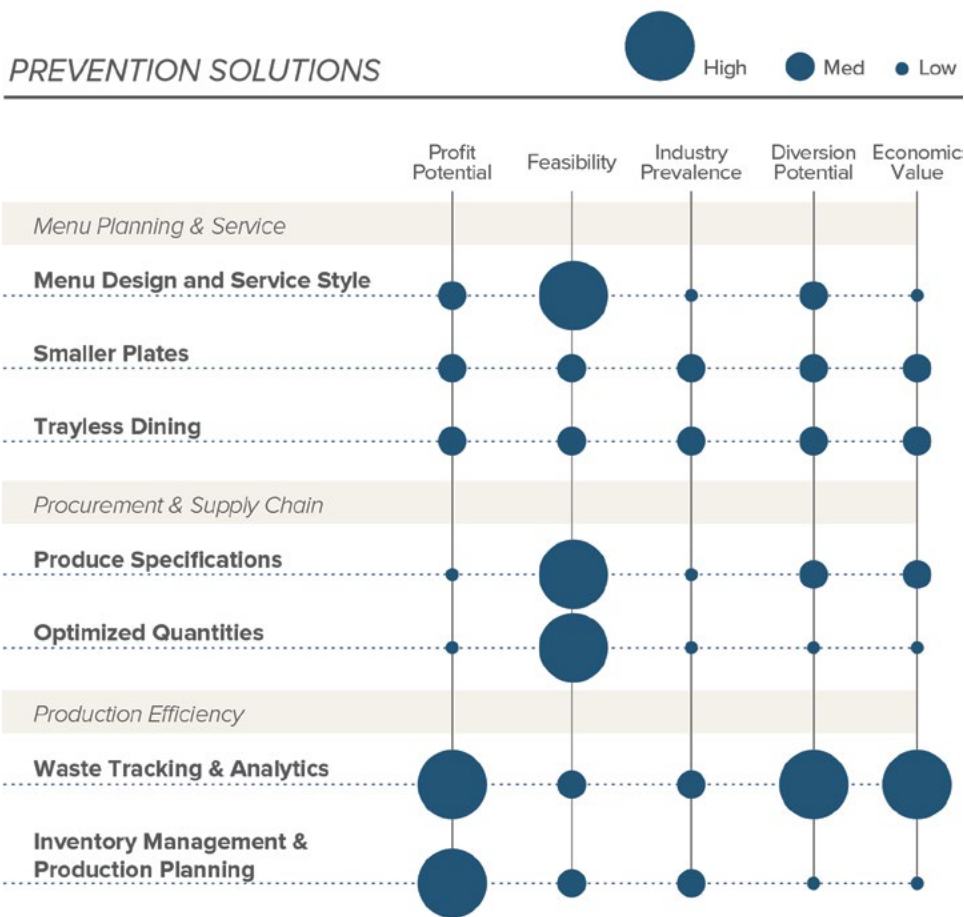 PREVENTION SOLUTIONS
High
Med
Low
Profit
Potential
Feasibility
Industry
Prevalence
Diversion
Potential
Economic
Value
Menu Planning & Service
Menu Design and Service Style
Smaller Plates
Trayless Dining
Procurement & Supply Chain
Produce Specifications
Optimized Quantities
Production Efficiency
Waste Tracking & Analytics
Inventory Management &
Production Planning